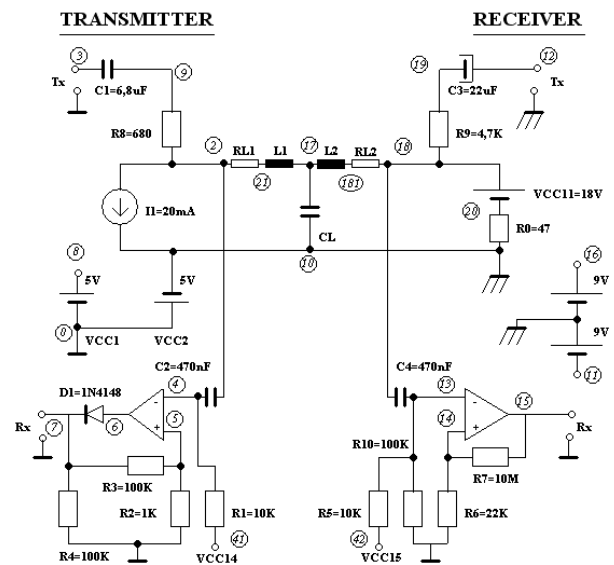 TRANSMITTER
RECEIVER
3
9
19
12
Tx
C1=6,8uF
C3=22uF
Tx
R8=680
R9=4,7K
2
RL1
L1
17
L2
RL2
18
21
181
I1=20mA
VCC11=18V
20
R0=47
CL
10
8
16
5V
5V
9V
0
VCC1
VCC2
9V
11
C2=470nF
C4=470nF
D1=1N4148
4
13
15
5
14
Rx
7
6
Rx
R10=100K
R3=100K
R7=10M
R2=1K
R1=10K
R5=10K
R6=22K
R4=100K
VCC14
41
42
VCC15